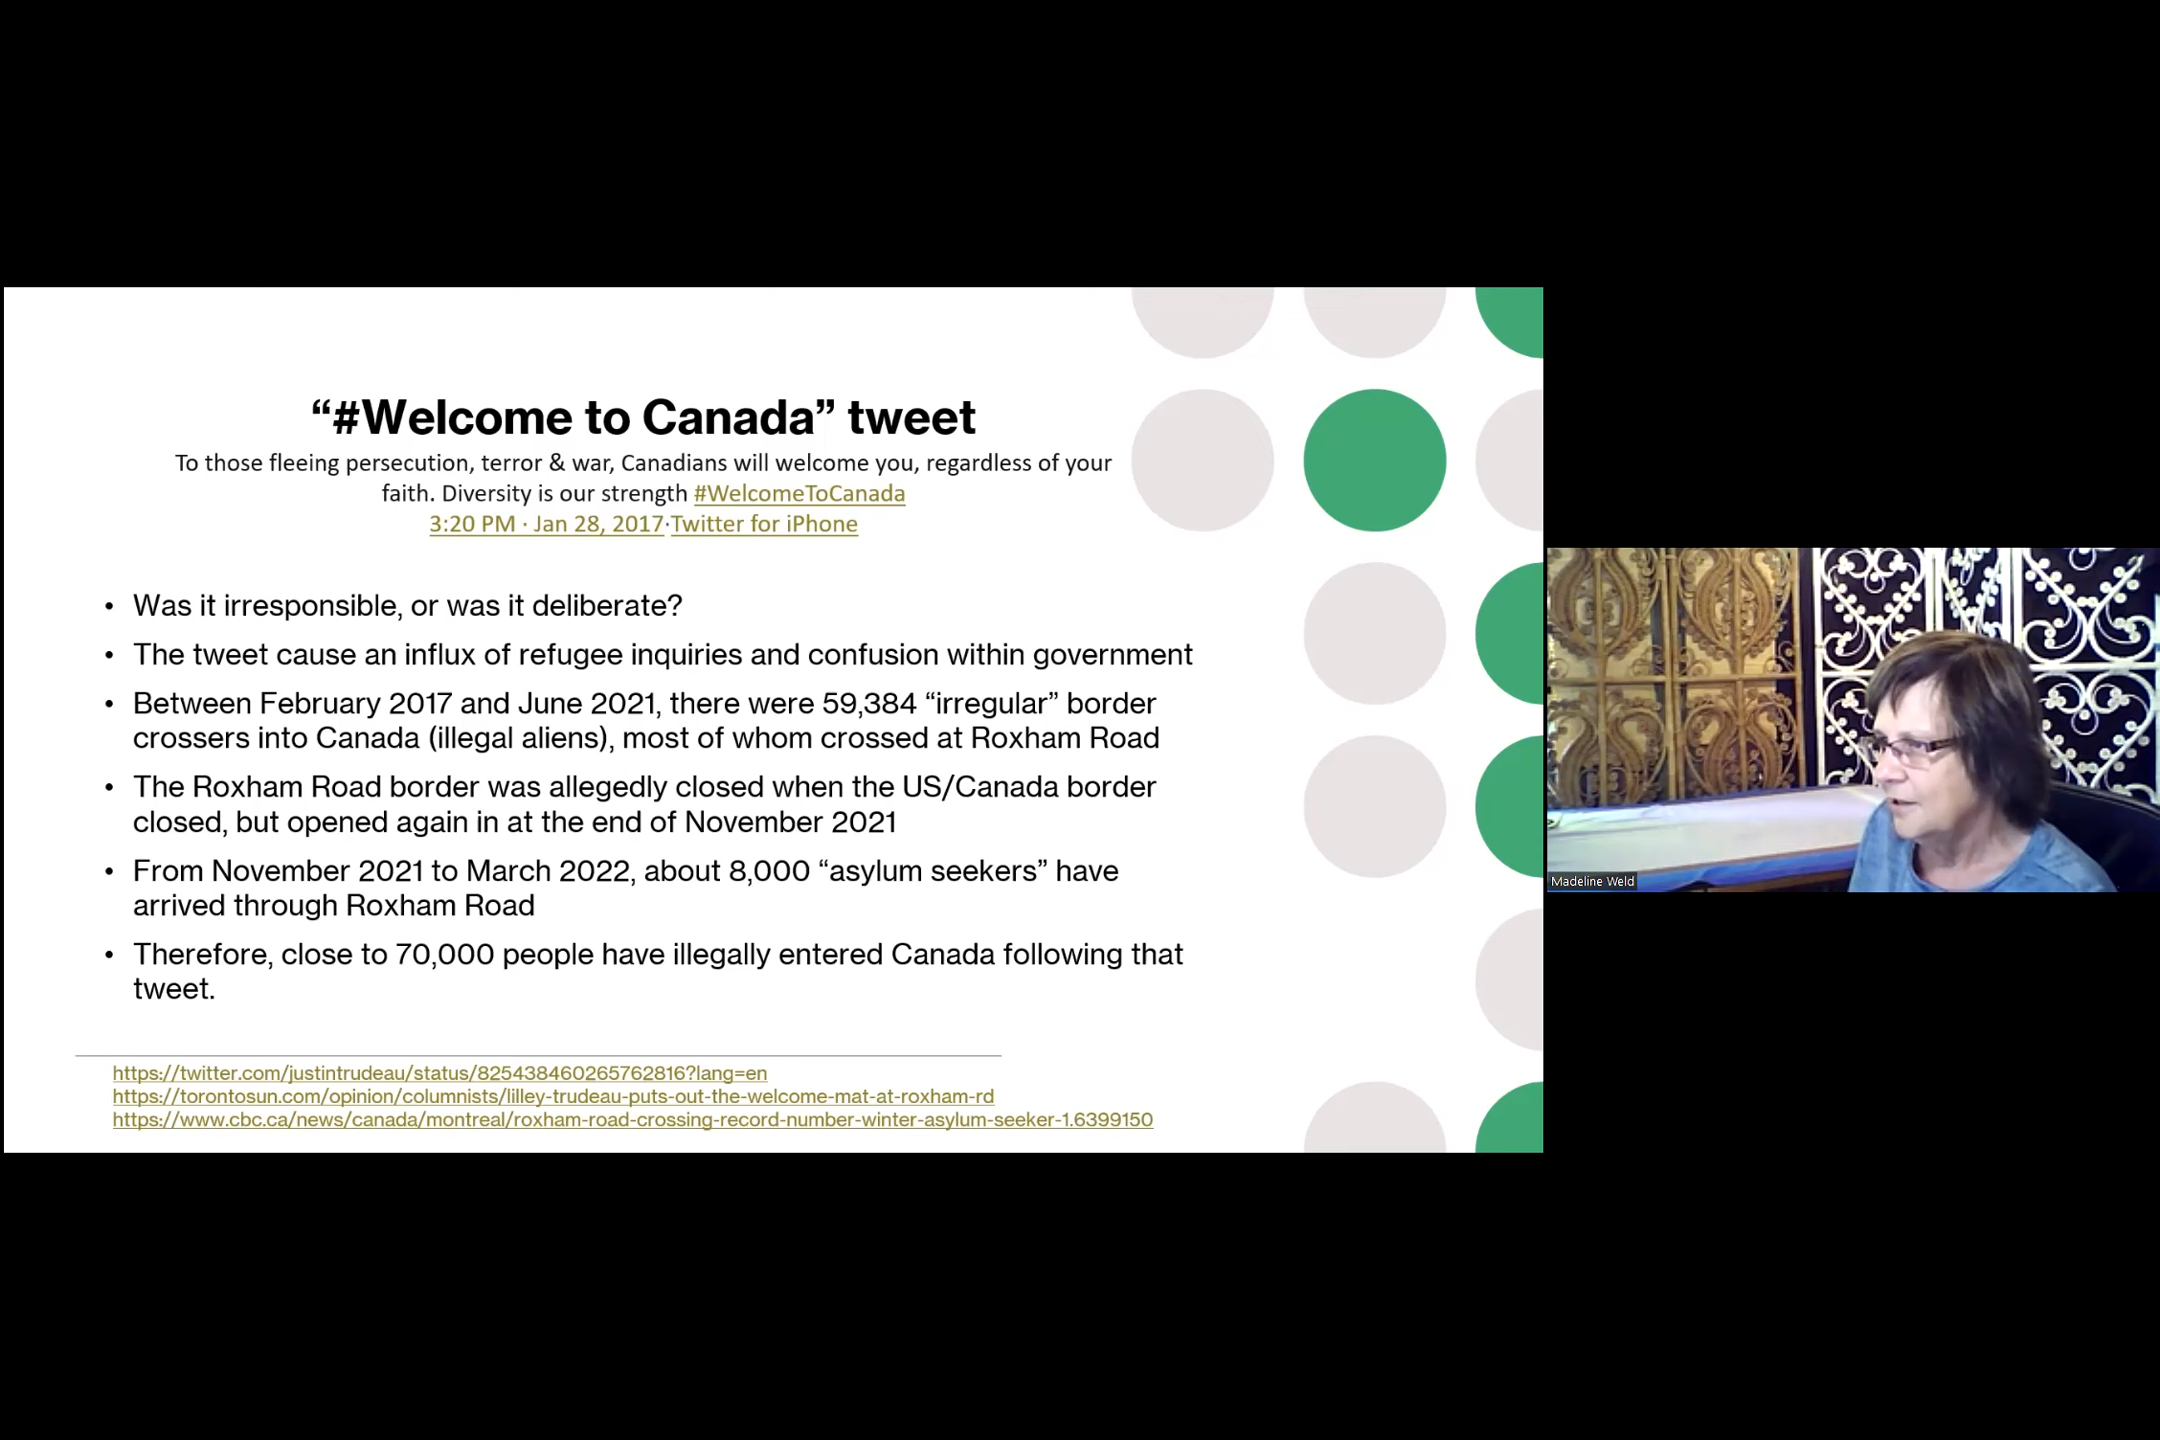 “#Welcome to Canada” tweet
To those fleeing persecution, terror & war, Canadians will welcome you, regardless of your
faith. Diversity is our strength #WelcomeToCanada
3:20 PM · Jan 28, 2017·Twitter for iPhone
• Was it irresponsible, or was it deliberate?
• The tweet cause an influx of refugee inquiries and confusion within government
• Between February 2017 and June 2021, there were 59,384 “irregular” border
crossers into Canada (illegal aliens), most of whom crossed at Roxham Road
• The Roxham Road border was allegedly closed when the US/Canada border
closed, but opened again in at the end of November 2021
• From November 2021 to March 2022, about 8,000 “asylum seekers” have
arrived through Roxham Road
• Therefore, close to 70,000 people have illegally entered Canada following that
tweet.
https://twitter.com/justintrudeau/status/825438460265762816?lang=en
https://torontosun.com/opinion/columnists/lilley-trudeau-puts-out-the-welcome-mat-at-roxham-rd
https://www.cbc.ca/news/canada/montreal/roxham-road-crossing-record-number-winter-asylum-seeker-1.6399150
Madeline Weld